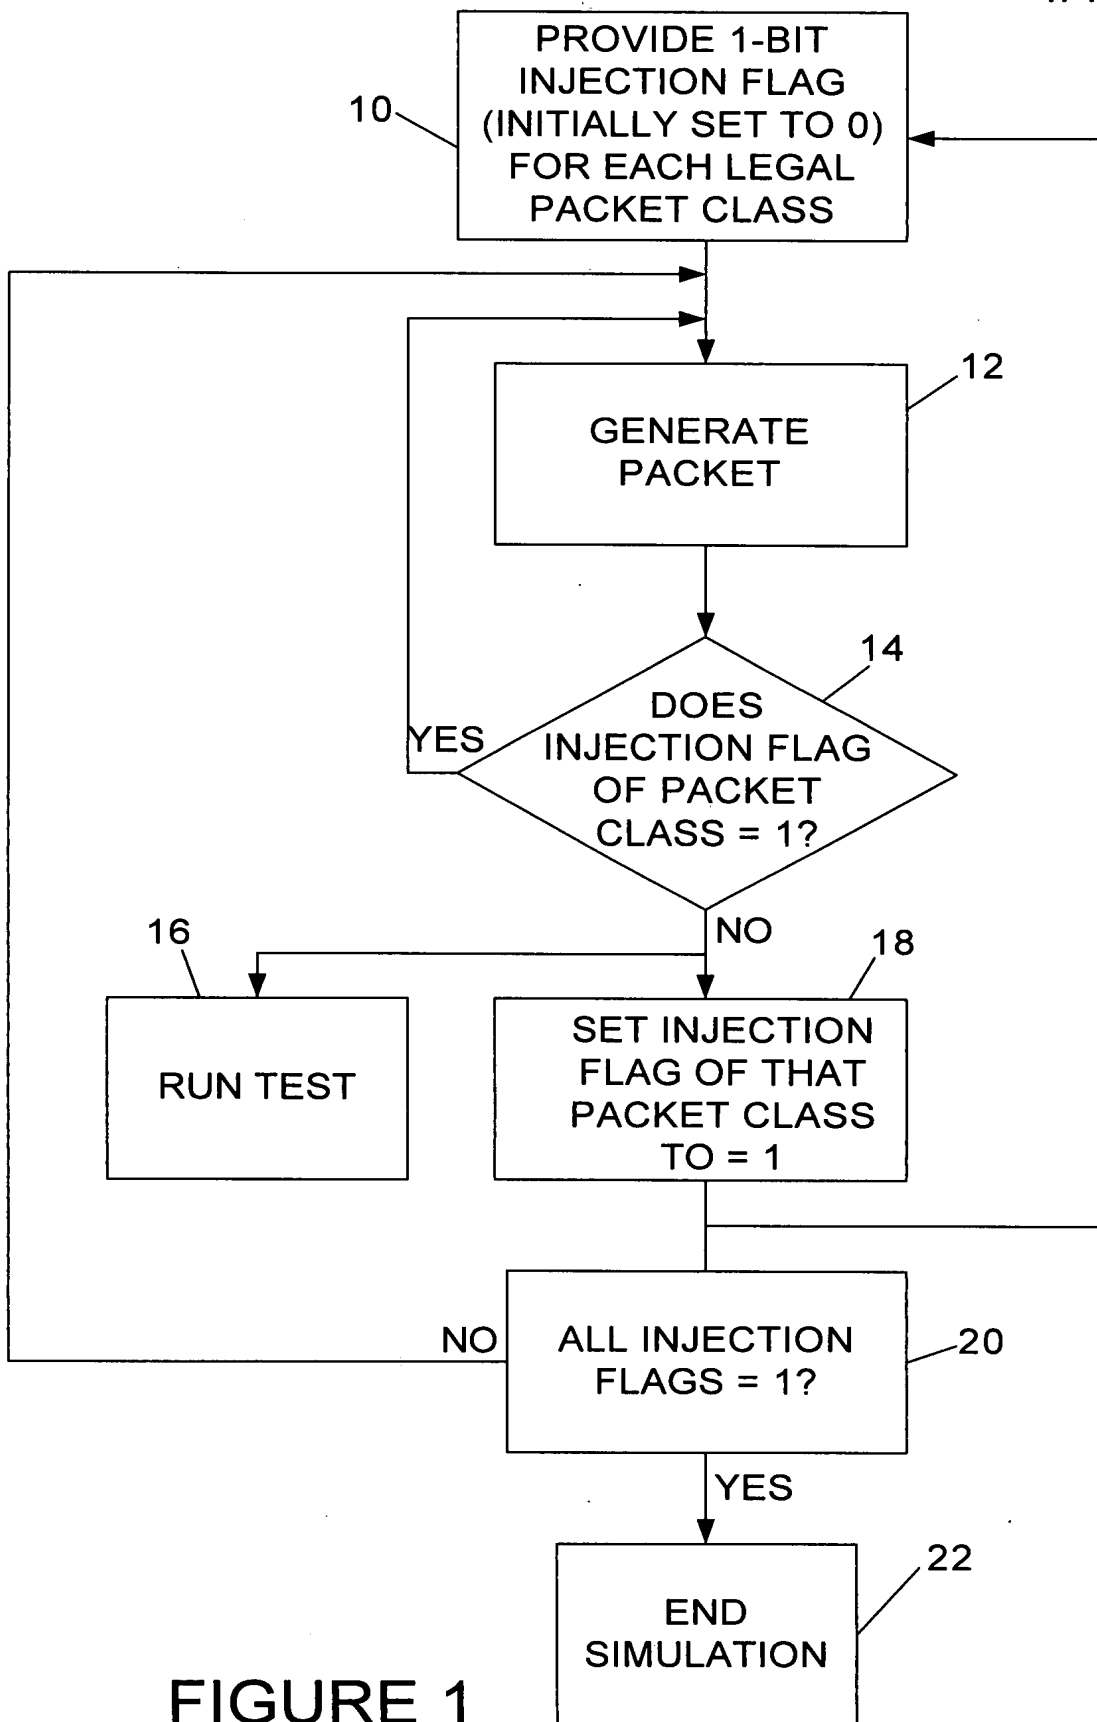 PROVIDE 1-BIT
INJECTION FLAG
(INITIALLY SET TO 0)
FOR EACH LEGAL
PACKET CLASS
10
12
GENERATE
PACKET
14
DOES
INJECTION FLAG
OF PACKET
CLASS = 1?
YES
NO
16
18
RUN TEST
SET INJECTION
FLAG OF THAT
PACKET CLASS
TO = 1
NO
ALL INJECTION
FLAGS = 1?
20
YES
22
END
SIMULATION
FIGURE 1